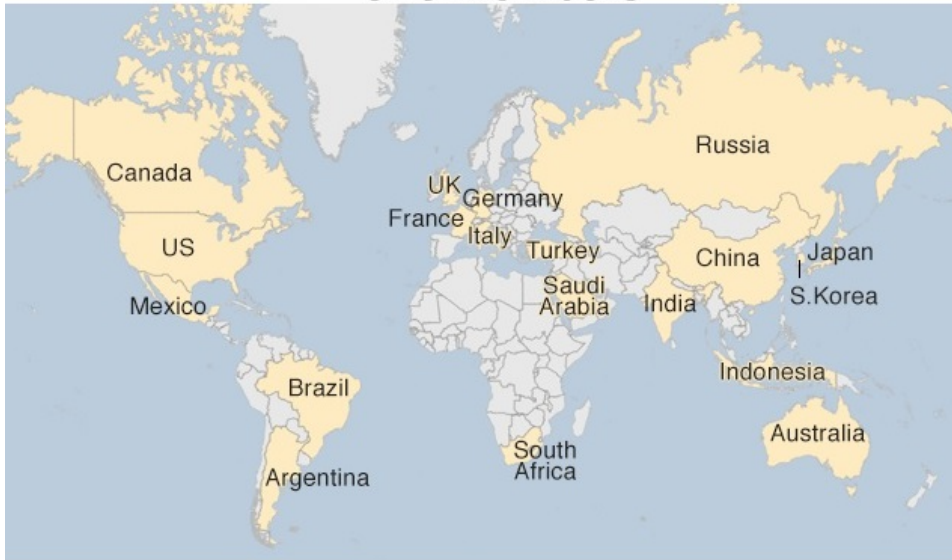 Canada
Russia
UK
Germany
France
Italy
US
Turkey
China
Japan
Saudi
Arabia
India
S.Korea
Mexico
Indonesia
Brazil
Australia
South
Africa
Argentina